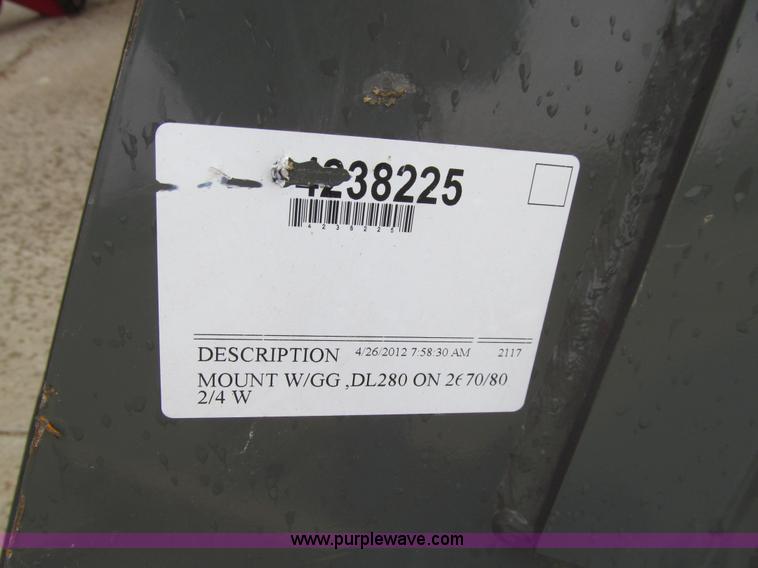 4238225
4238225
DESCRIPTION 4/26/2012 7:58:30 AM 2117
MOUNT W/GG ,DL280 ON 2670/80
2/4 W
www.purplewave.com